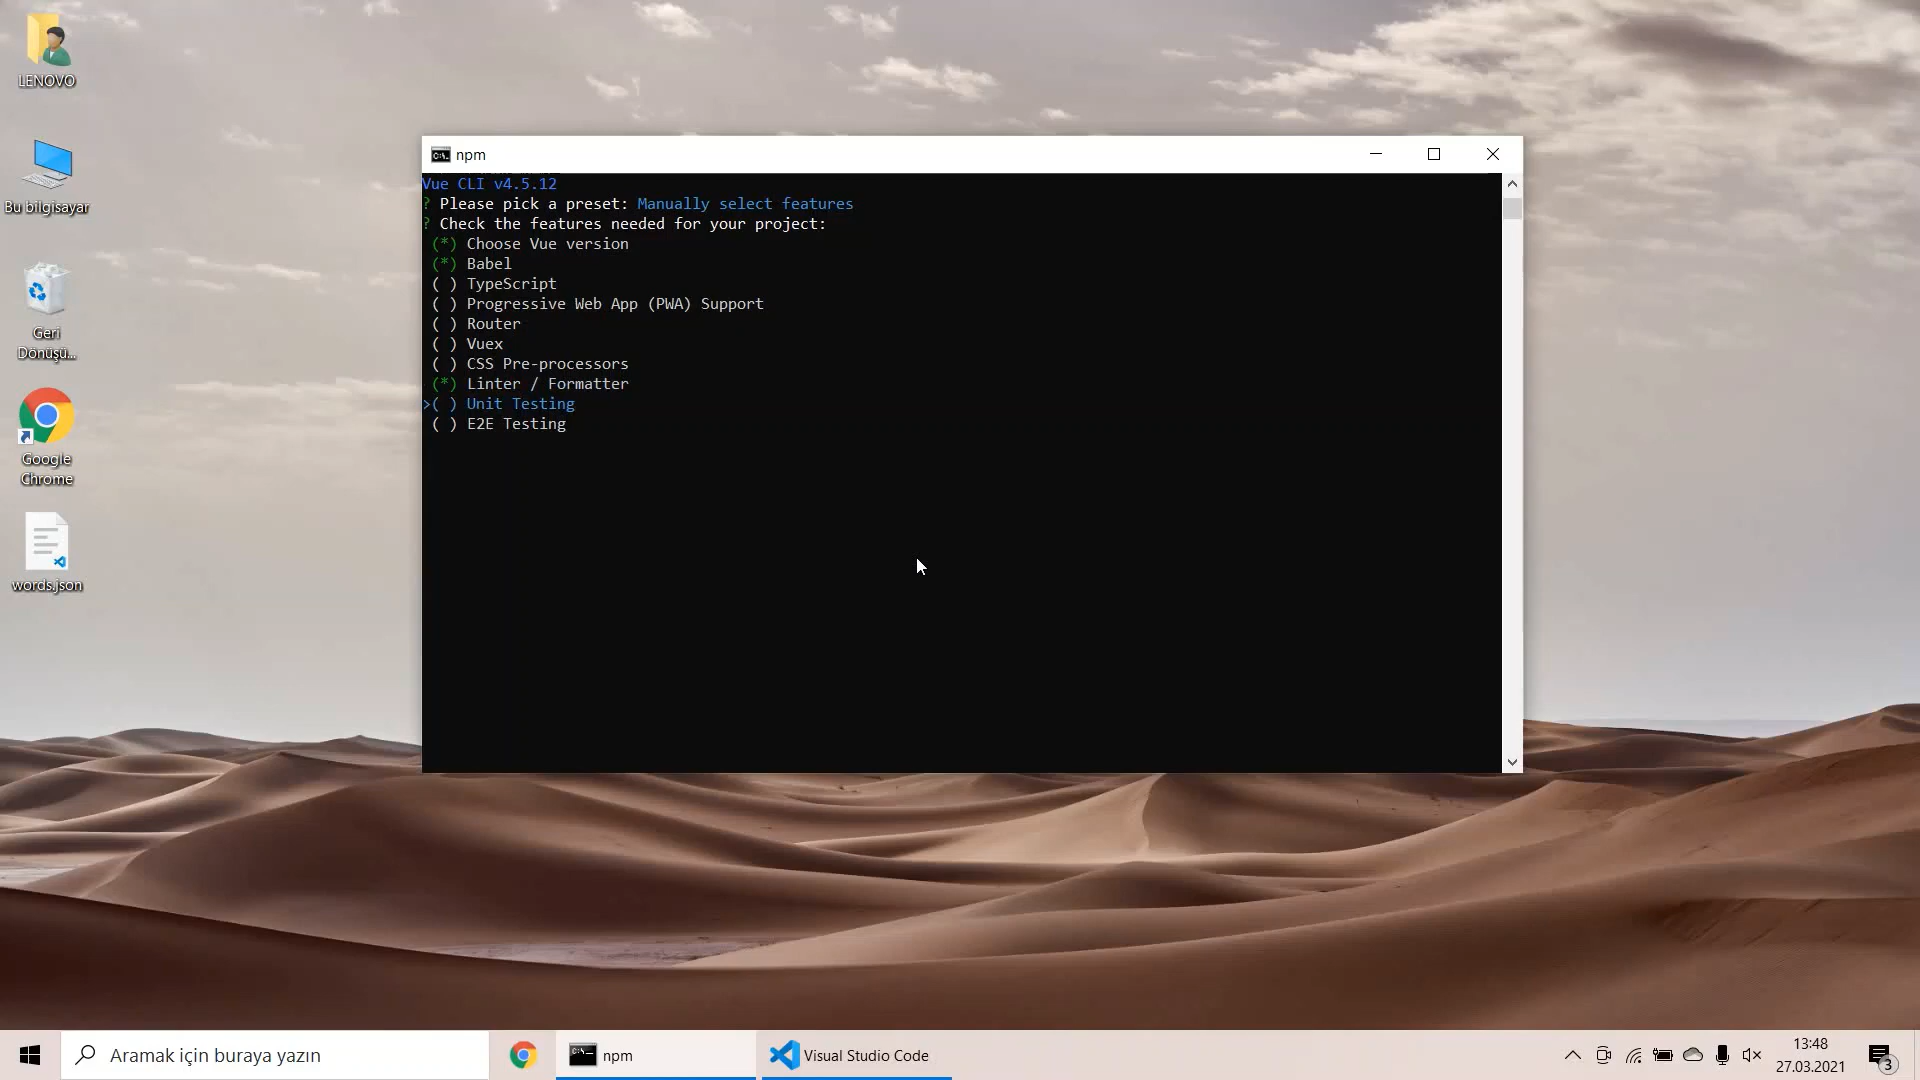 LENOVO
Bu bilgisayar
Geri
Dönüşü...
Google
Chrome
words.json
npm
Vue CLI v4.5.12
? Please pick a preset: Manually select features
? Check the features needed for your project:
(*) Choose Vue version
(*) Babel
( ) TypeScript
( ) Progressive Web App (PWA) Support
( ) Router
( ) Vuex
( ) CSS Pre-processors
(*) Linter / Formatter
>( ) Unit Testing
( ) E2E Testing
Aramak için buraya yazın
npm
Visual Studio Code
13:48
27.03.2021
3